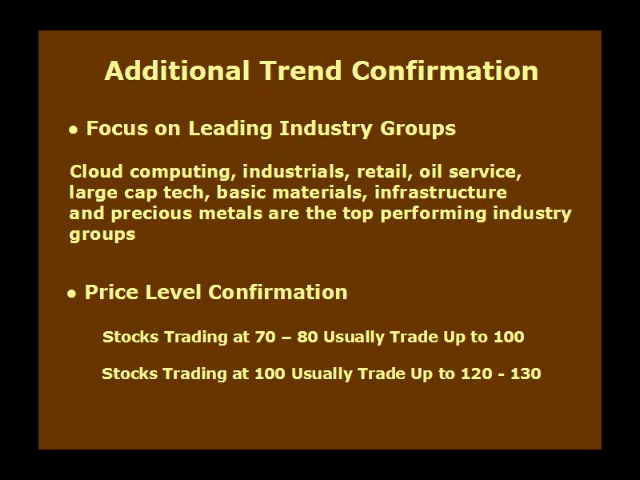 Additional Trend Confirmation
● Focus on Leading Industry Groups
Cloud computing, industrials, retail, oil service,
large cap tech, basic materials, infrastructure
and precious metals are the top performing industry
groups
● Price Level Confirmation
Stocks Trading at 70 – 80 Usually Trade Up to 100
Stocks Trading at 100 Usually Trade Up to 120 - 130